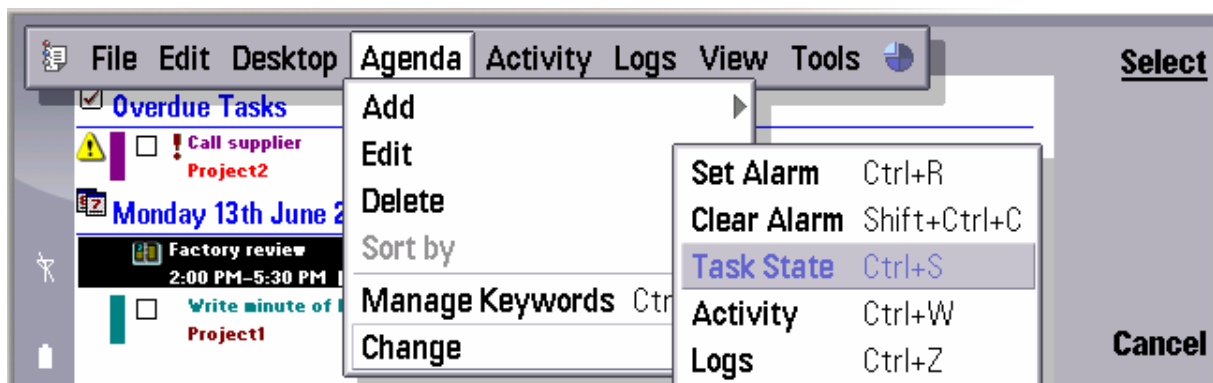 File Edit Desktop Agenda Activity Logs View Tools
Select
Overdue Tasks
Call supplier
Project2
Monday 13th June
Factory review
2:00 PM–5:30 PM
Write minute of
Project1
Add
Edit
Delete
Sort by
Manage Keywords Ctr
Change
Set Alarm Ctrl+R
Clear Alarm Shift+Ctrl+C
Task State Ctrl+S
Activity Ctrl+W
Logs Ctrl+Z
Cancel